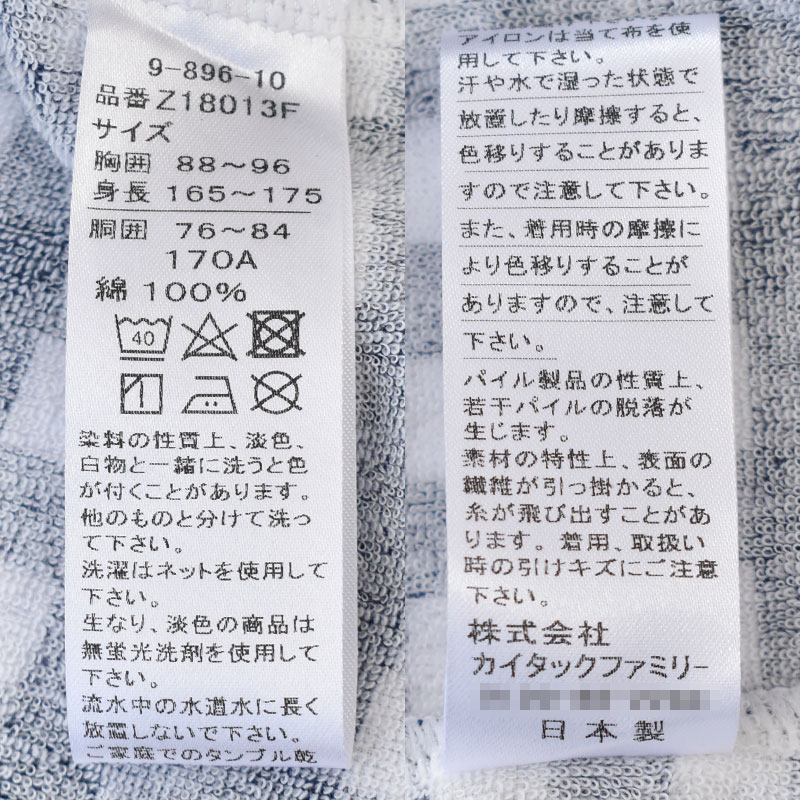 9-896-10
品番Z18013F
サイズ
胸囲 88～96
身長 165～175
胴囲 76～84
170A
綿 100%
40
染料の性質上、淡色、
白物と一緒に洗うと色
が付くことがあります。
他のものと分けて洗っ
て下さい。
洗濯はネットを使用して
下さい。
生なり、淡色の商品は
無蛍光洗剤を使用して
下さい。
流水中の水道水に長く
放置しないで下さい。
ご家庭でのタンブル乾
アイロンは当て布を使
用して下さい。
汗や水で湿った状態で
放置したり摩擦すると、
色移りすることがありま
すので注意して下さい。
また、着用時の摩擦に
より色移りすることが
ありますので、注意して
下さい。
パイル製品の性質上、
若干パイルの脱落が
生じます。
素材の特性上、表面の
繊維が引っ掛かると、
糸が飛び出すことがあ
ります。着用、取扱い
時の引けキズにご注意
下さい。
株式会社
カイタックファミリー
日本製